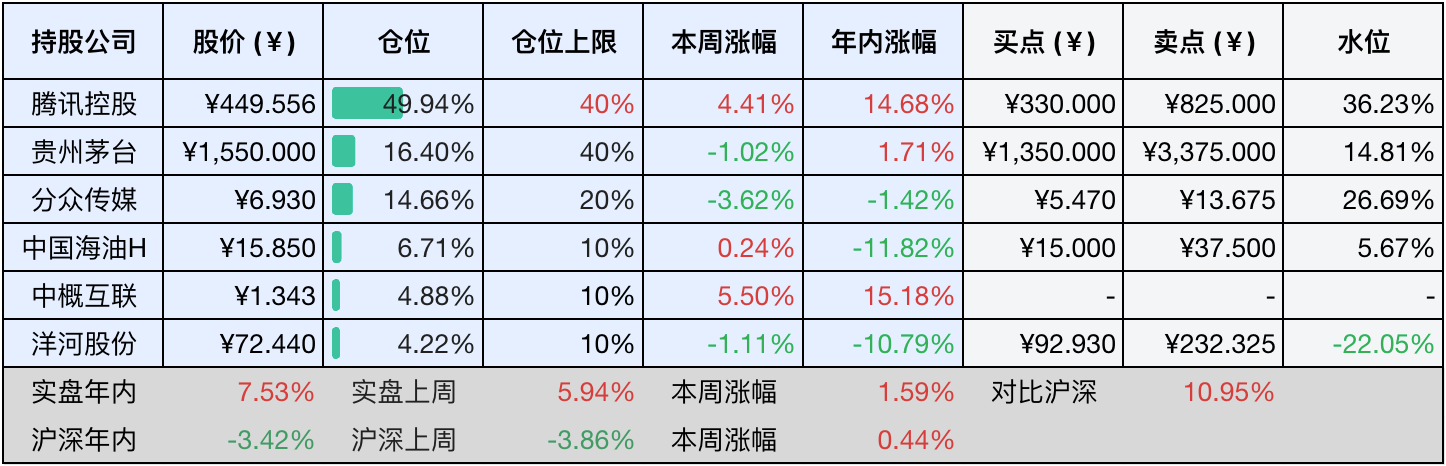 持股公司 股价 (¥) 仓位 仓位上限 本周涨幅 年内涨幅 买点 (¥) 卖点 (¥) 水位
腾讯控股 ¥449.556 49.94% 40% 4.41% 14.68% ¥330.000 ¥825.000 36.23%
贵州茅台 ¥1,550.000 16.40% 40% -1.02% 1.71% ¥1,350.000 ¥3,375.000 14.81%
分众传媒 ¥6.930 14.66% 20% -3.62% -1.42% ¥5.470 ¥13.675 26.69%
中国海油H ¥15.850 6.71% 10% 0.24% -11.82% ¥15.000 ¥37.500 5.67%
中概互联 ¥1.343 4.88% 10% 5.50% 15.18% - - -
洋河股份 ¥72.440 4.22% 10% -1.11% -10.79% ¥92.930 ¥232.325 -22.05%
实盘年内 7.53% 实盘上周 5.94% 本周涨幅 1.59% 对比沪深 10.95%
沪深年内 -3.42% 沪深上周 -3.86% 本周涨幅 0.44%